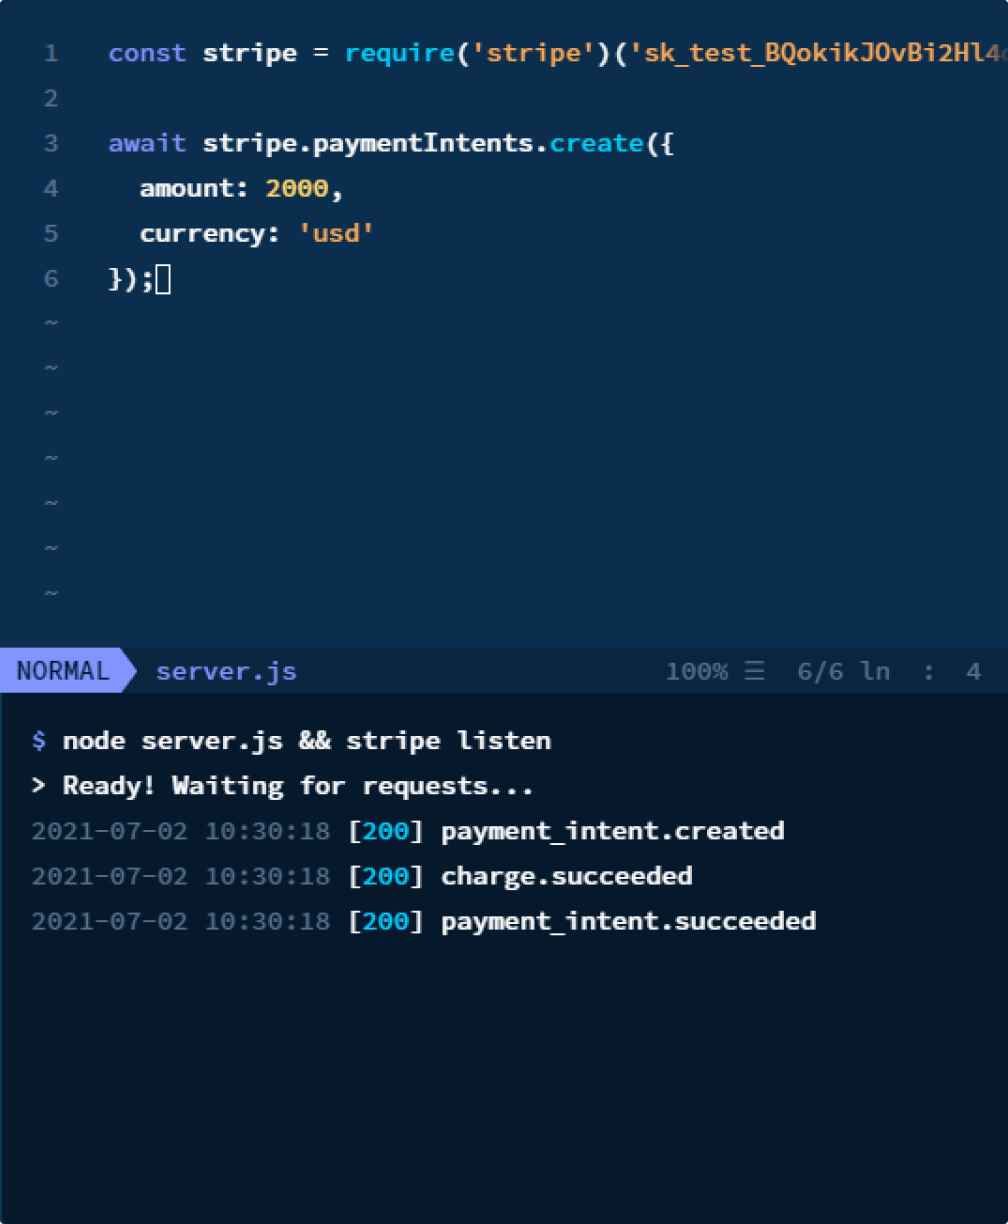 1 const stripe = require('stripe')('sk_test_BQokikJOvBi2Hl4
2
3 await stripe.paymentIntents.create({
4 amount: 2000,
5 currency: 'usd'
6 });
~
~
~
~
~
~
~
NORMAL server.js 100% ☰ 6/6 ln : 4
$ node server.js && stripe listen
> Ready! Waiting for requests...
2021-07-02 10:30:18 [200] payment_intent.created
2021-07-02 10:30:18 [200] charge.succeeded
2021-07-02 10:30:18 [200] payment_intent.succeeded